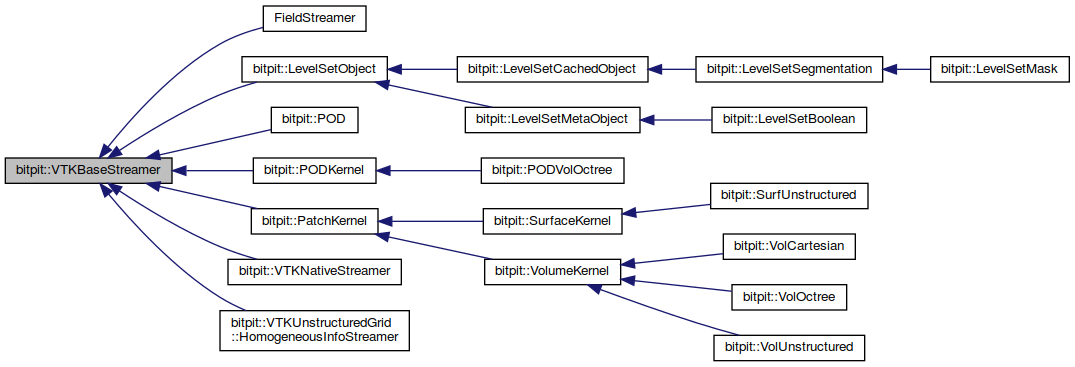 FieldStreamer
bitpit::LevelSetObject
bitpit::LevelSetCachedObject
bitpit::LevelSetSegmentation
bitpit::LevelSetMask
bitpit::LevelSetMetaObject
bitpit::LevelSetBoolean
bitpit::POD
bitpit::VTKBaseStreamer
bitpit::PODKernel
bitpit::PODVolOctree
bitpit::PatchKernel
bitpit::SurfaceKernel
bitpit::SurfUnstructured
bitpit::VolumeKernel
bitpit::VolCartesian
bitpit::VolOctree
bitpit::VolUnstructured
bitpit::VTKNativeStreamer
bitpit::VTKUnstructuredGrid
::HomogeneousInfoStreamer